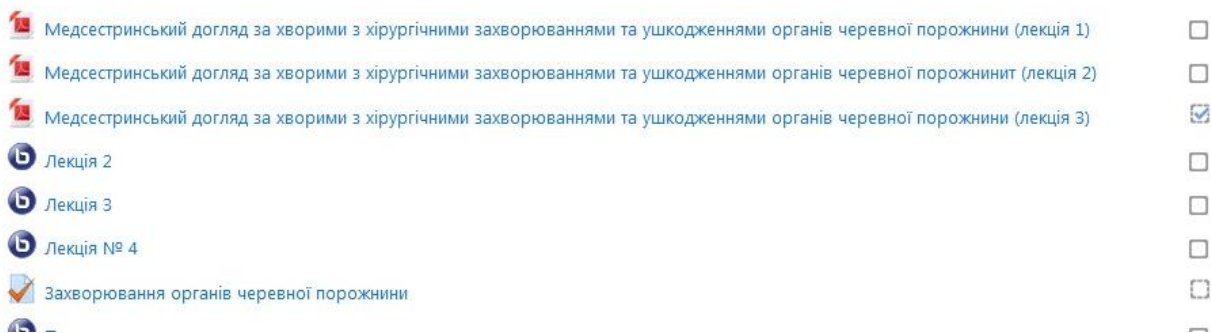 Медсестринський догляд за хворими з хірургічними захворюваннями та ушкодженнями органів черевної порожнини (лекція 1)
Медсестринський догляд за хворими з хірургічними захворюваннями та ушкодженнями органів черевної порожнинит (лекція 2)
Медсестринський догляд за хворими з хірургічними захворюваннями та ушкодженнями органів черевної порожнини (лекція 3)
Лекція 2
Лекція 3
Лекція № 4
Захворювання органів черевної порожнини